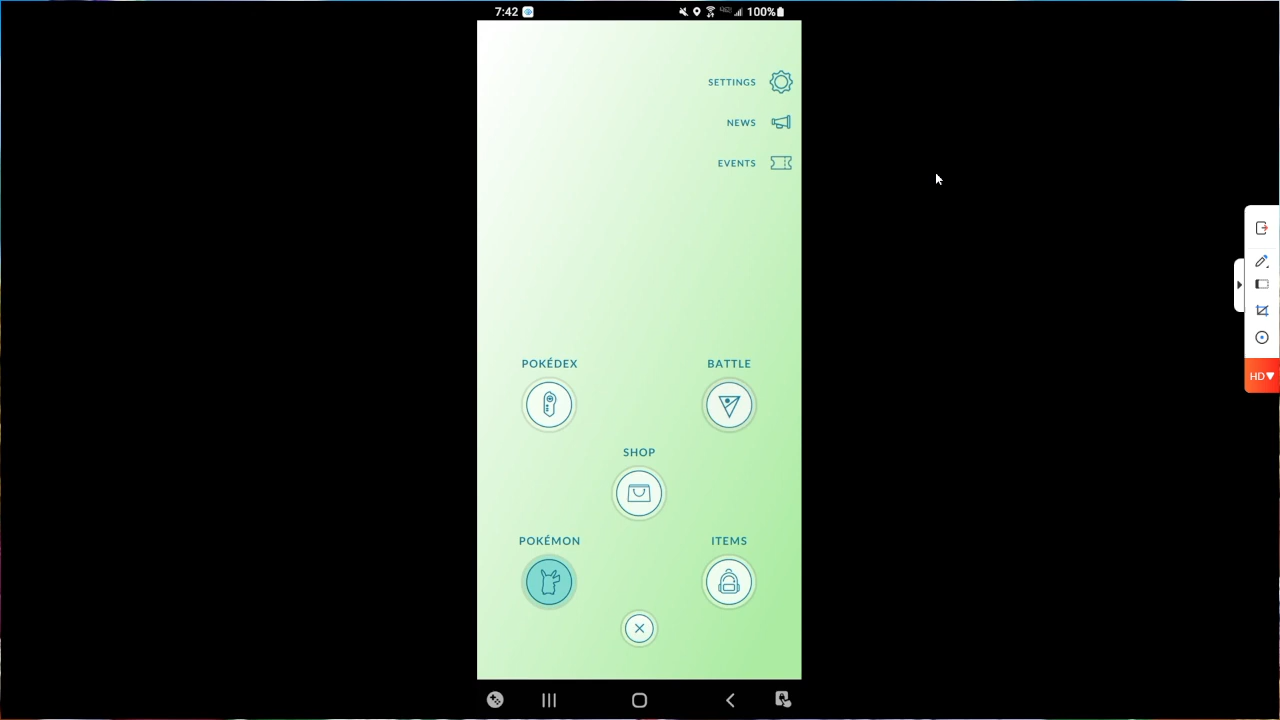 7:42
100%
SETTINGS
NEWS
EVENTS
POKÉDEX
BATTLE
SHOP
POKÉMON
ITEMS
HD